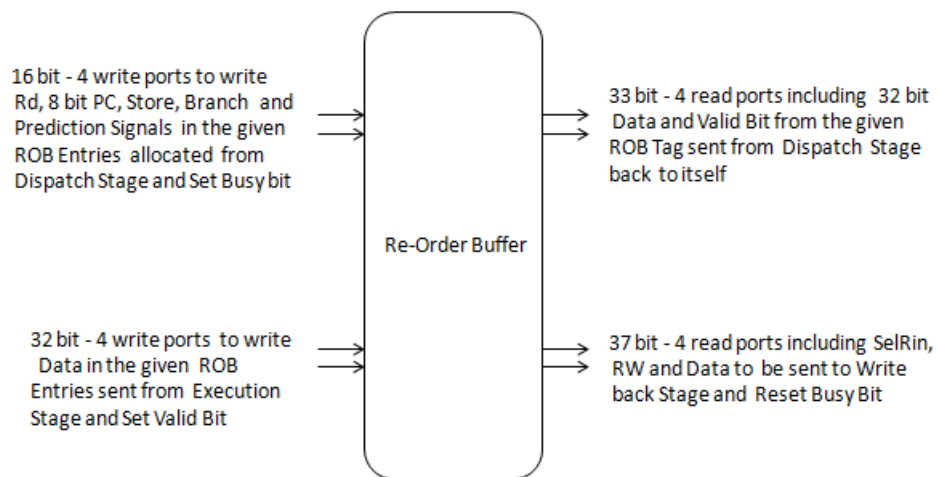 16 bit - 4 write ports to write
Rd, 8 bit PC, Store, Branch and
Prediction Signals in the given
ROB Entries allocated from
Dispatch Stage and Set Busy bit
33 bit - 4 read ports including 32 bit
Data and Valid Bit from the given
ROB Tag sent from Dispatch Stage
back to itself
Re-Order Buffer
32 bit - 4 write ports to write
Data in the given ROB
Entries sent from Execution
Stage and Set Valid Bit
37 bit - 4 read ports including SelRin,
RW and Data to be sent to Write
back Stage and Reset Busy Bit